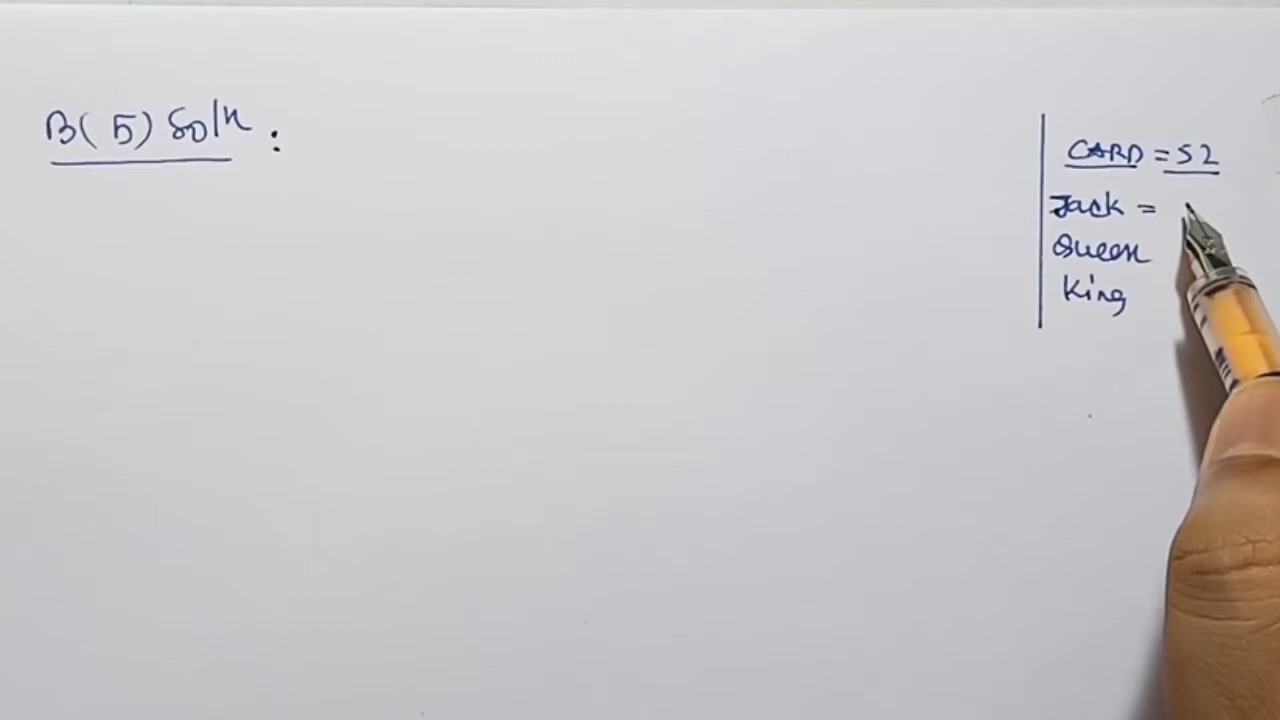 B( 5) Soln :
CARD = 52
Jack =
Queen
King